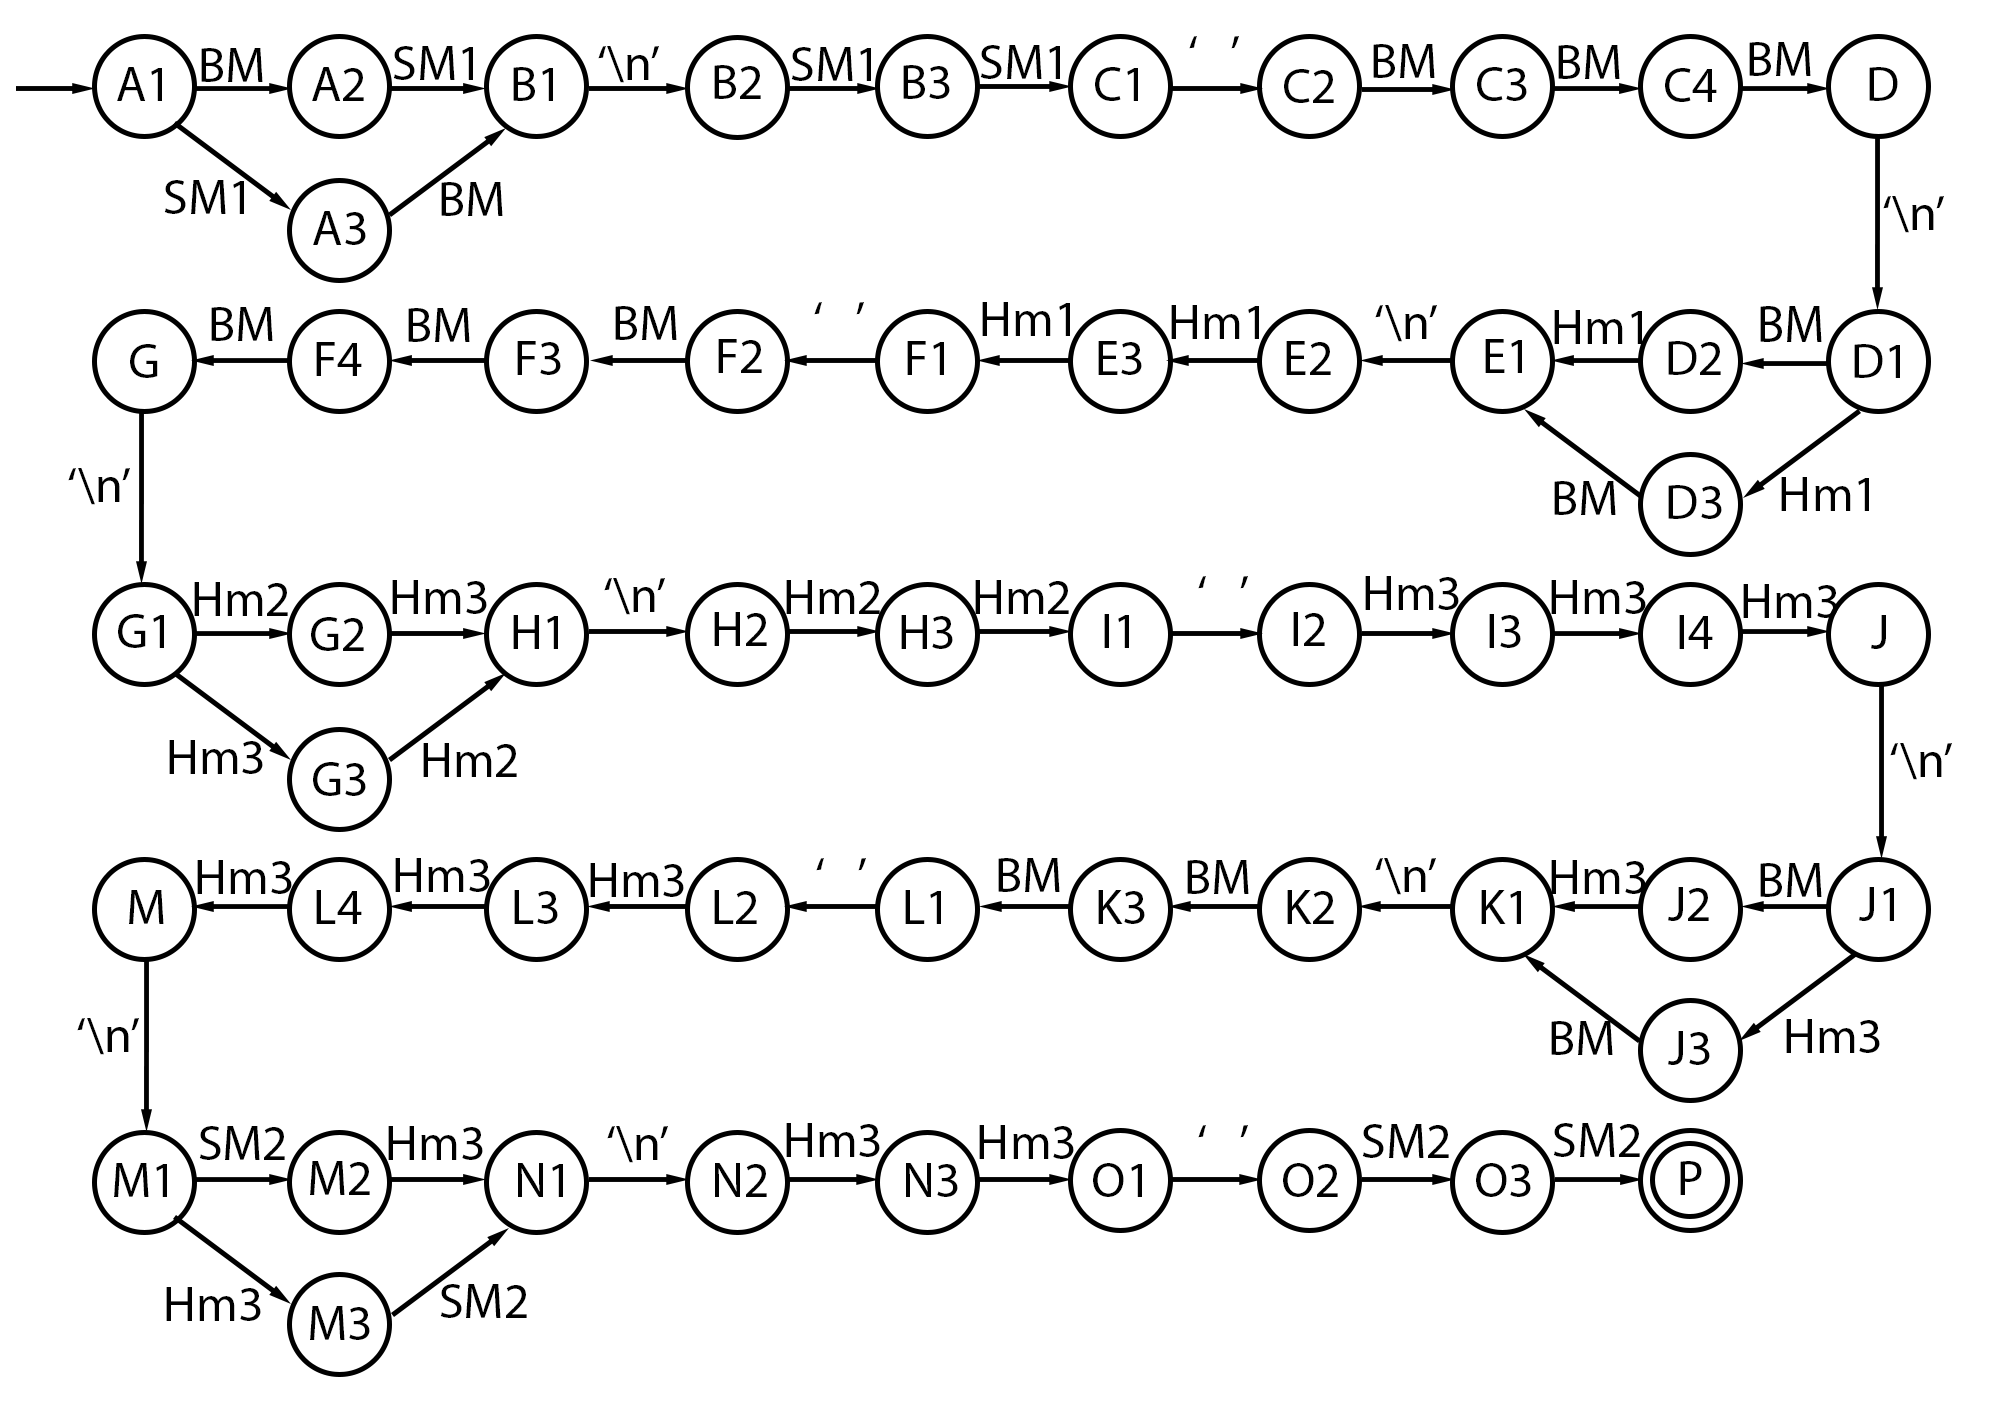 A1 BM A2 SM1 B1 ‘\n’ B2 SM1 B3 SM1 C1 ‘ ’ C2 BM C3 BM C4 BM D
SM1 A3 BM ‘\n’
G BM F4 BM F3 BM F2 ‘ ’ F1 Hm1 E3 Hm1 E2 ‘\n’ E1 Hm1 D2 BM D1
‘\n’ BM D3 Hm1
G1 Hm2 G2 Hm3 H1 ‘\n’ H2 Hm2 H3 Hm2 I1 ‘ ’ I2 Hm3 I3 Hm3 I4 Hm3 J
Hm3 G3 Hm2 ‘\n’
M Hm3 L4 Hm3 L3 Hm3 L2 ‘ ’ L1 BM K3 BM K2 ‘\n’ K1 Hm3 J2 BM J1
‘\n’ BM J3 Hm3
M1 SM2 M2 Hm3 N1 ‘\n’ N2 Hm3 N3 Hm3 O1 ‘ ’ O2 SM2 O3 SM2 P
Hm3 M3 SM2